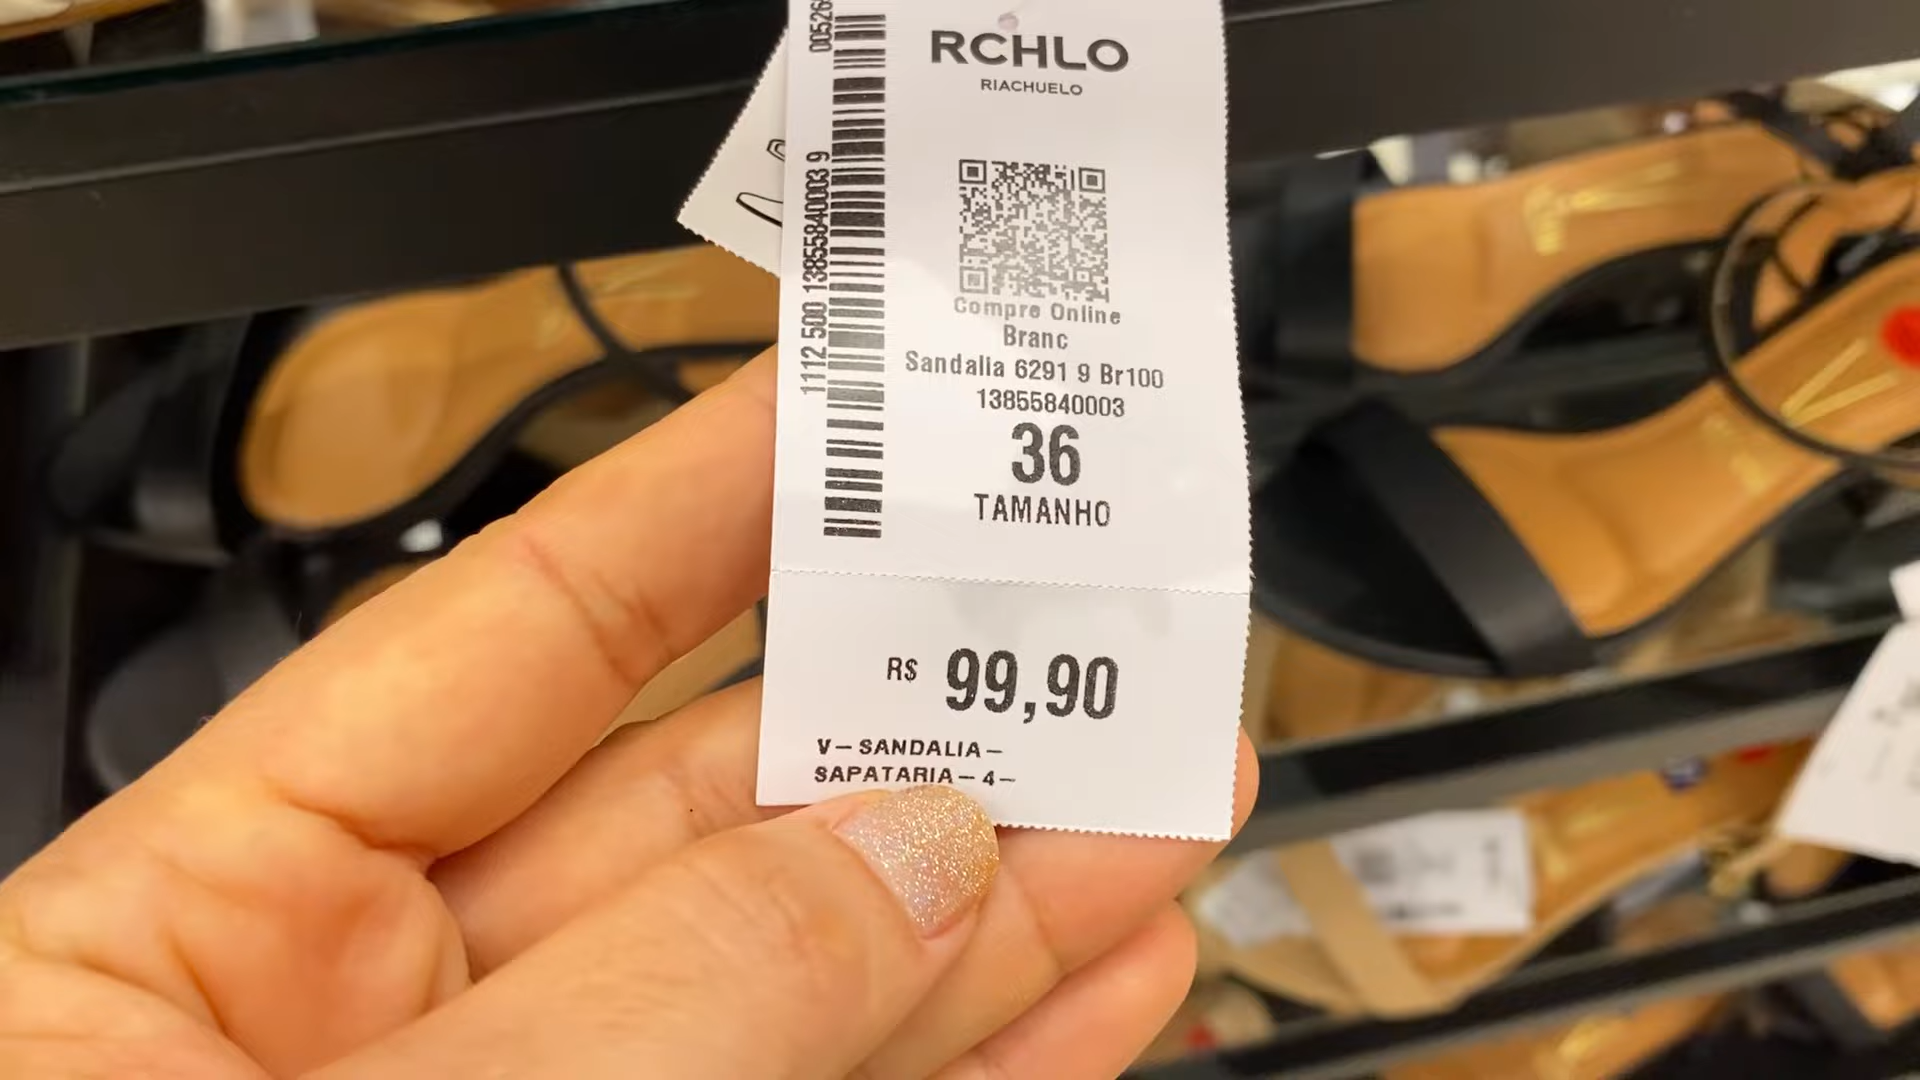 RCHLO
RIACHUELO
00526
1112 500 13855840003 9
Compre Online
Branc
Sandalia 6291 9 Br100
13855840003
36
TAMANHO
R$ 99,90
V– SANDALIA –
SAPATARIA – 4 –